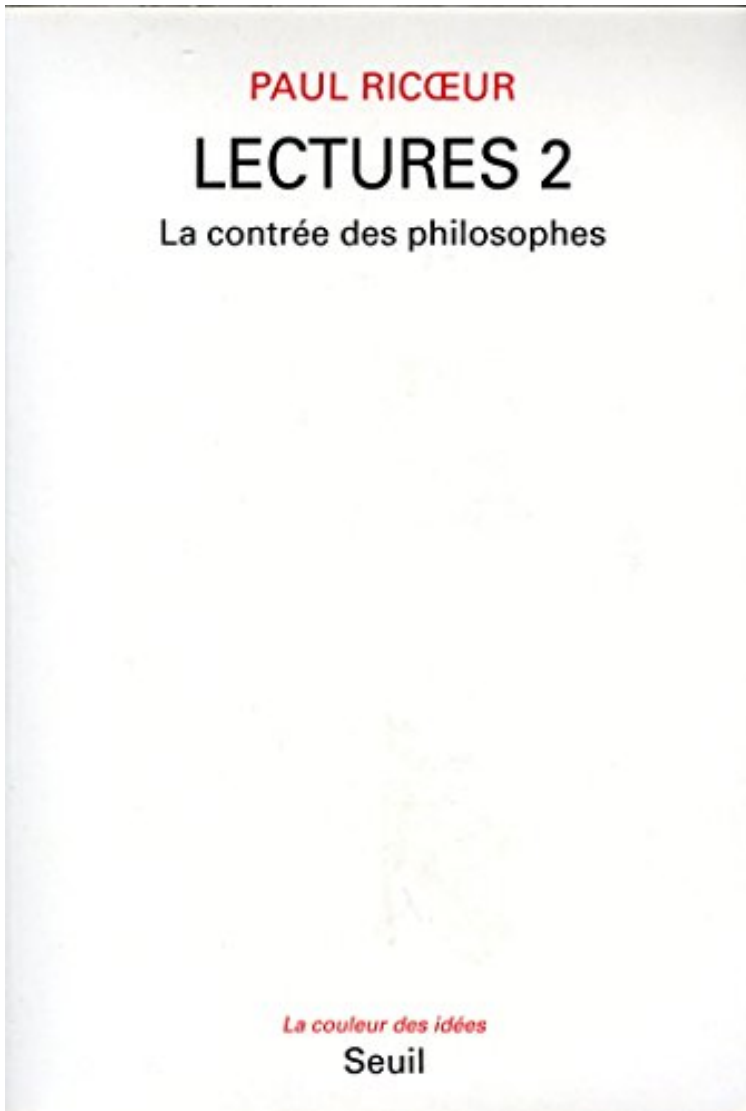 PAUL RICŒUR
LECTURES 2
La contrée des philosophes
La couleur des idées
Seuil